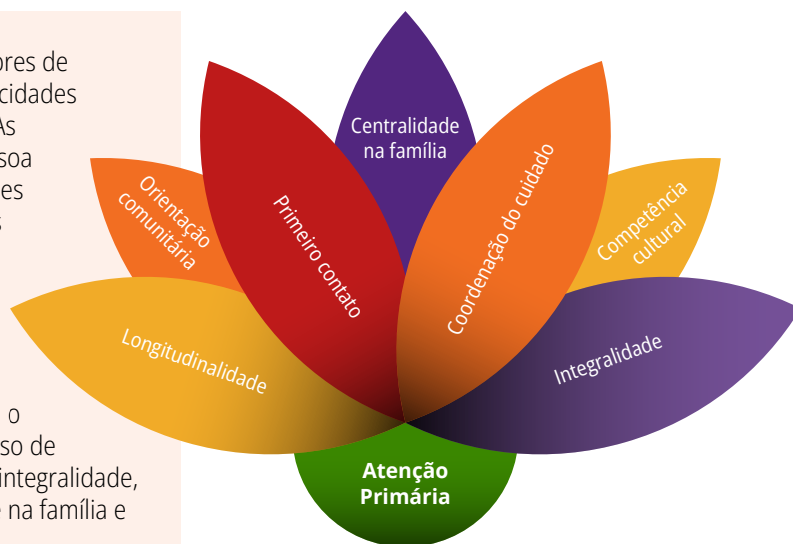 ores de
cidades
As
soa
es
s
o
so de
integralidade,
na família e
Centralidade
na família
Orientação
comunitária
Primeiro contato
Coordenação do cuidado
Competência
cultural
Longitudinalidade
Integralidade
Atenção
Primária